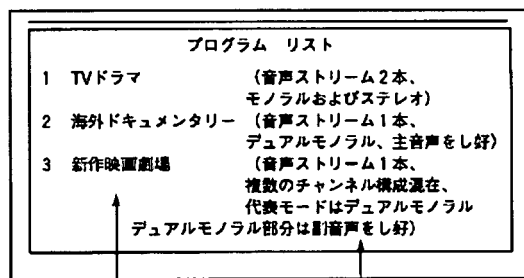 プログラム リスト
1 TVドラマ (音声ストリーム2本、
モノラルおよびステレオ)
2 海外ドキュメンタリー (音声ストリーム1本、
デュアルモノラル、主音声をし好)
3 新作映画劇場 (音声ストリーム1本、
複数のチャンネル構成混在、
代表モードはデュアルモノラル
デュアルモノラル部分は副音声をし好)